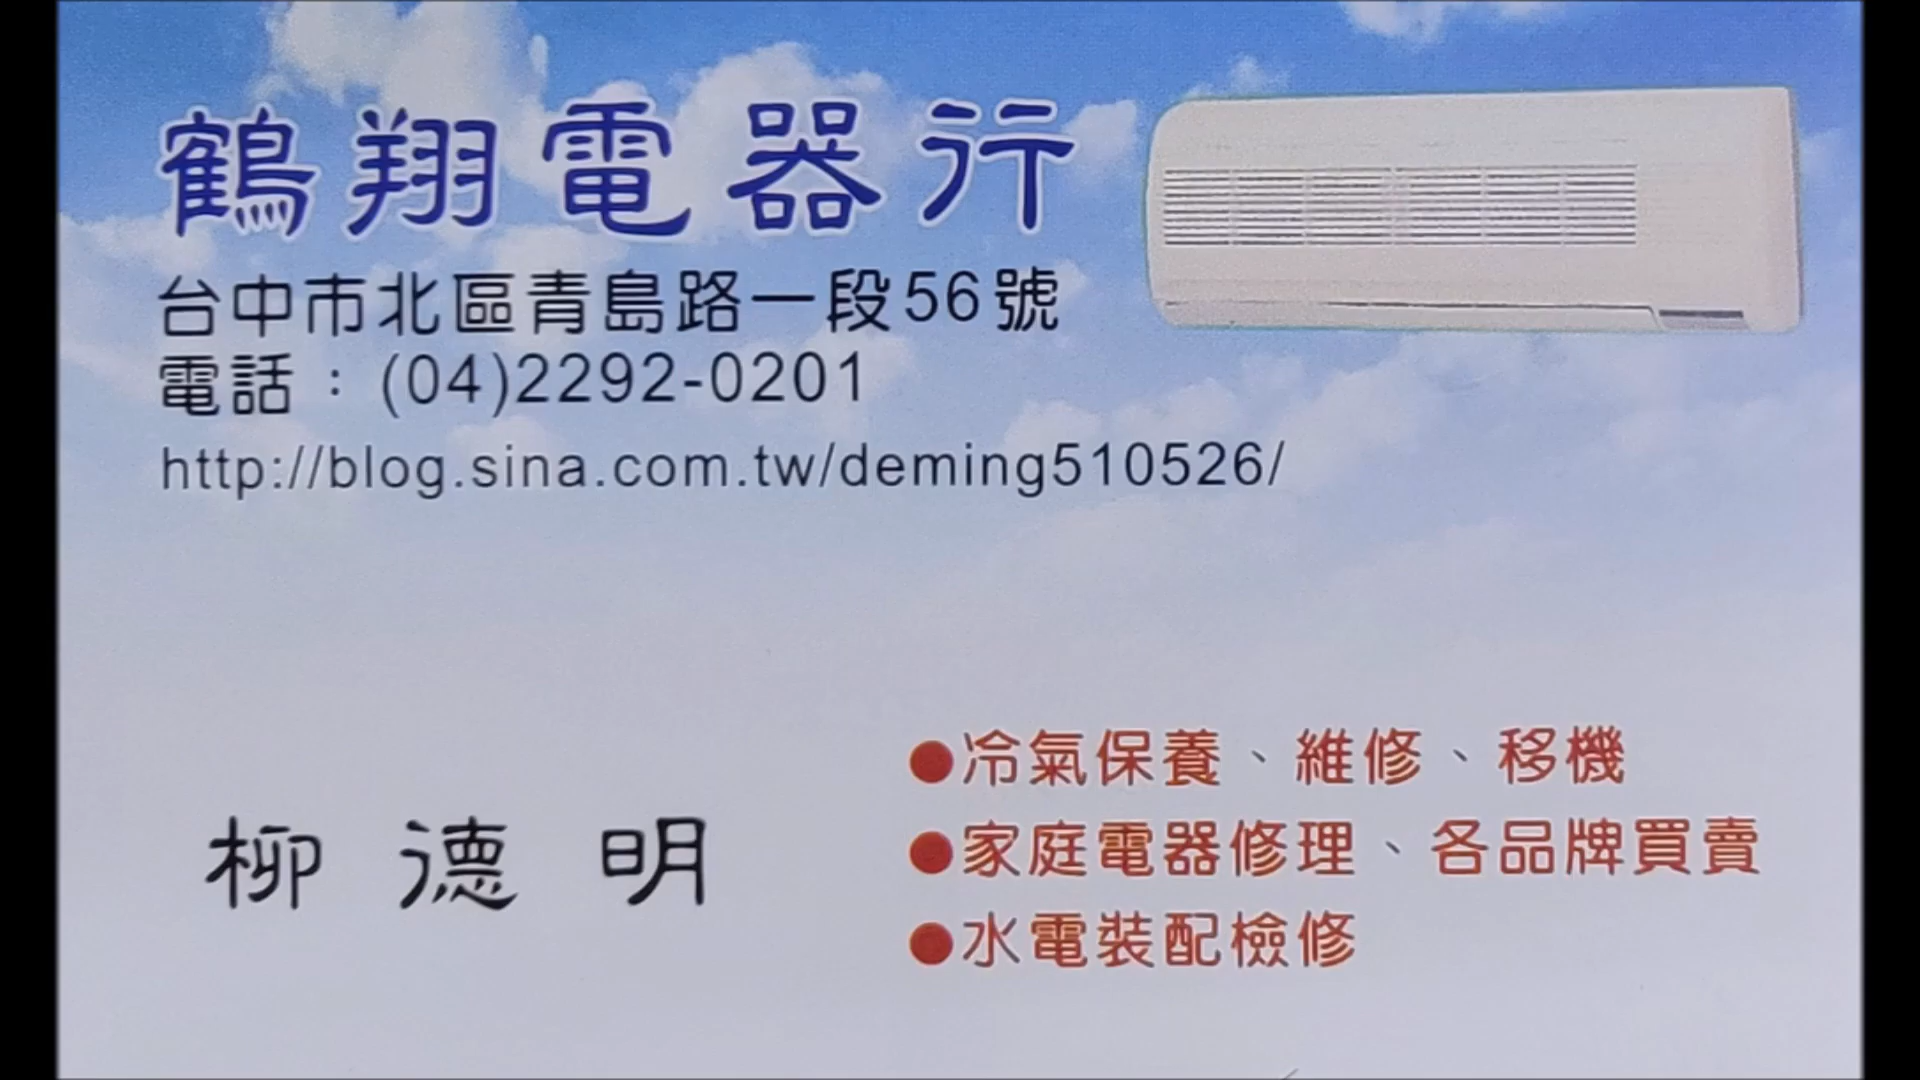 鶴翔電器行
台中市北區青島路一段56號
電話：(04)2292-0201
http://blog.sina.com.tw/deming510526/
柳德明
●冷氣保養、維修、移機
●家庭電器修理、各品牌買賣
●水電裝配檢修